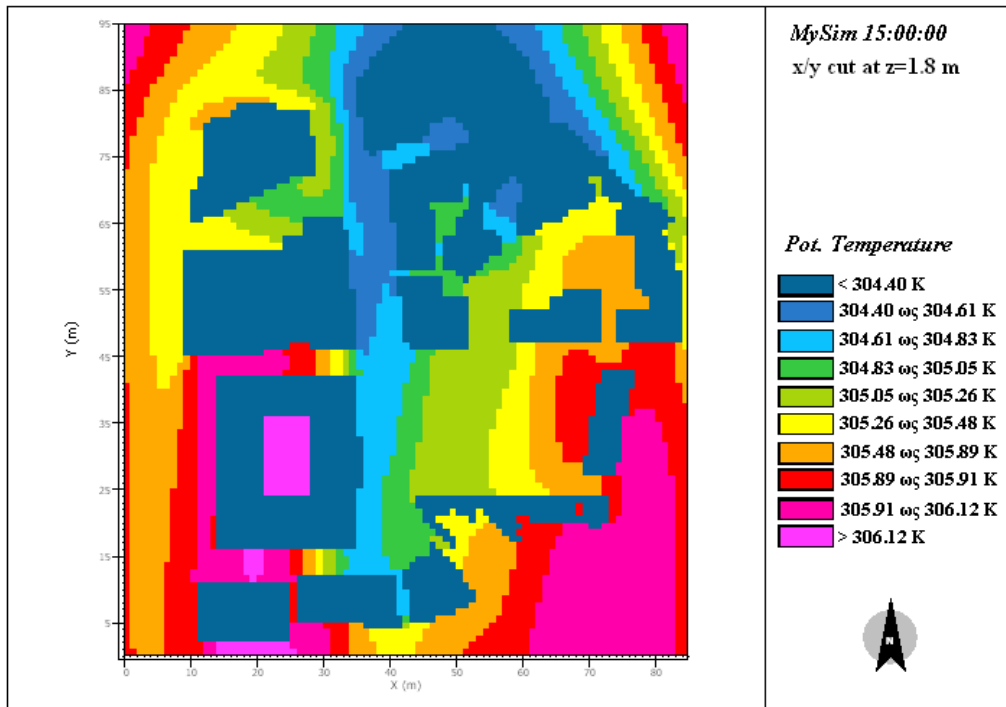 MySim 15:00:00
x/y cut at z=1.8 m
95
85
75
65
55
45
35
25
15
5
Y (m)
0
10
20
30
40
50
60
70
80
X (m)
Pot. Temperature
< 304.40 K
304.40 ως 304.61 K
304.61 ως 304.83 K
304.83 ως 305.05 K
305.05 ως 305.26 K
305.26 ως 305.48 K
305.48 ως 305.89 K
305.89 ως 305.91 K
305.91 ως 306.12 K
> 306.12 K
N